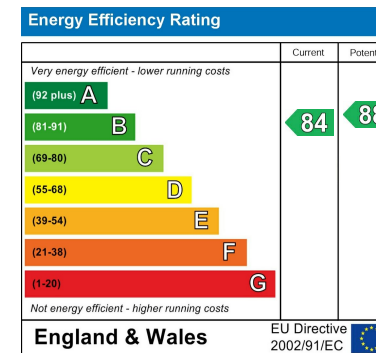 Energy Efficiency Rating
Current Potent
Very energy efficient - lower running costs
(92 plus) A
(81-91) B
84
88
(69-80) C
(55-68) D
(39-54) E
(21-38) F
(1-20) G
Not energy efficient - higher running costs
England & Wales
EU Directive
2002/91/EC